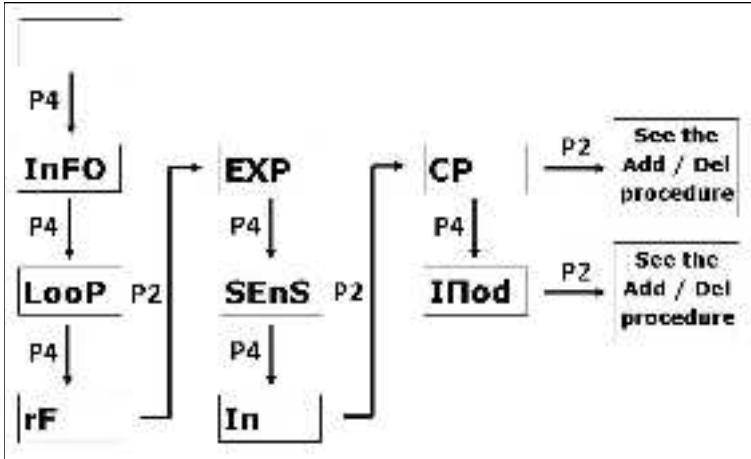 P4
InFO
P4
LooP
P4
rF
P2
EXP
P4
SEnS
P4
In
P2
CP
P4
IΠod
P2
See the
Add / Del
procedure
P2
See the
Add / Del
procedure